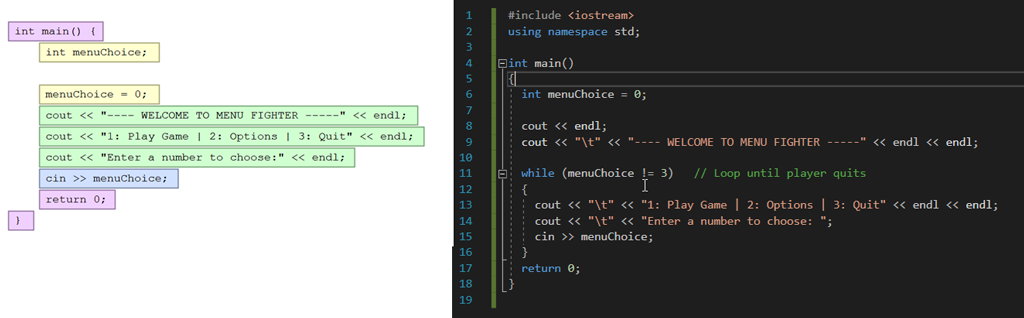 int main() {
int menuChoice;
menuChoice = 0;
cout << "---- WELCOME TO MENU FIGHTER -----" << endl;
cout << "1: Play Game | 2: Options | 3: Quit" << endl;
cout << "Enter a number to choose:" << endl;
cin >> menuChoice;
return 0;
}
1 #include <iostream>
2 using namespace std;
3
4 int main()
5 {
6 int menuChoice = 0;
7
8 cout << endl;
9 cout << "\t" << "---- WELCOME TO MENU FIGHTER -----" << endl << endl;
10
11 while (menuChoice != 3) // Loop until player quits
12 {
13 cout << "\t" << "1: Play Game | 2: Options | 3: Quit" << endl << endl;
14 cout << "\t" << "Enter a number to choose: ";
15 cin >> menuChoice;
16 }
17 return 0;
18 }
19